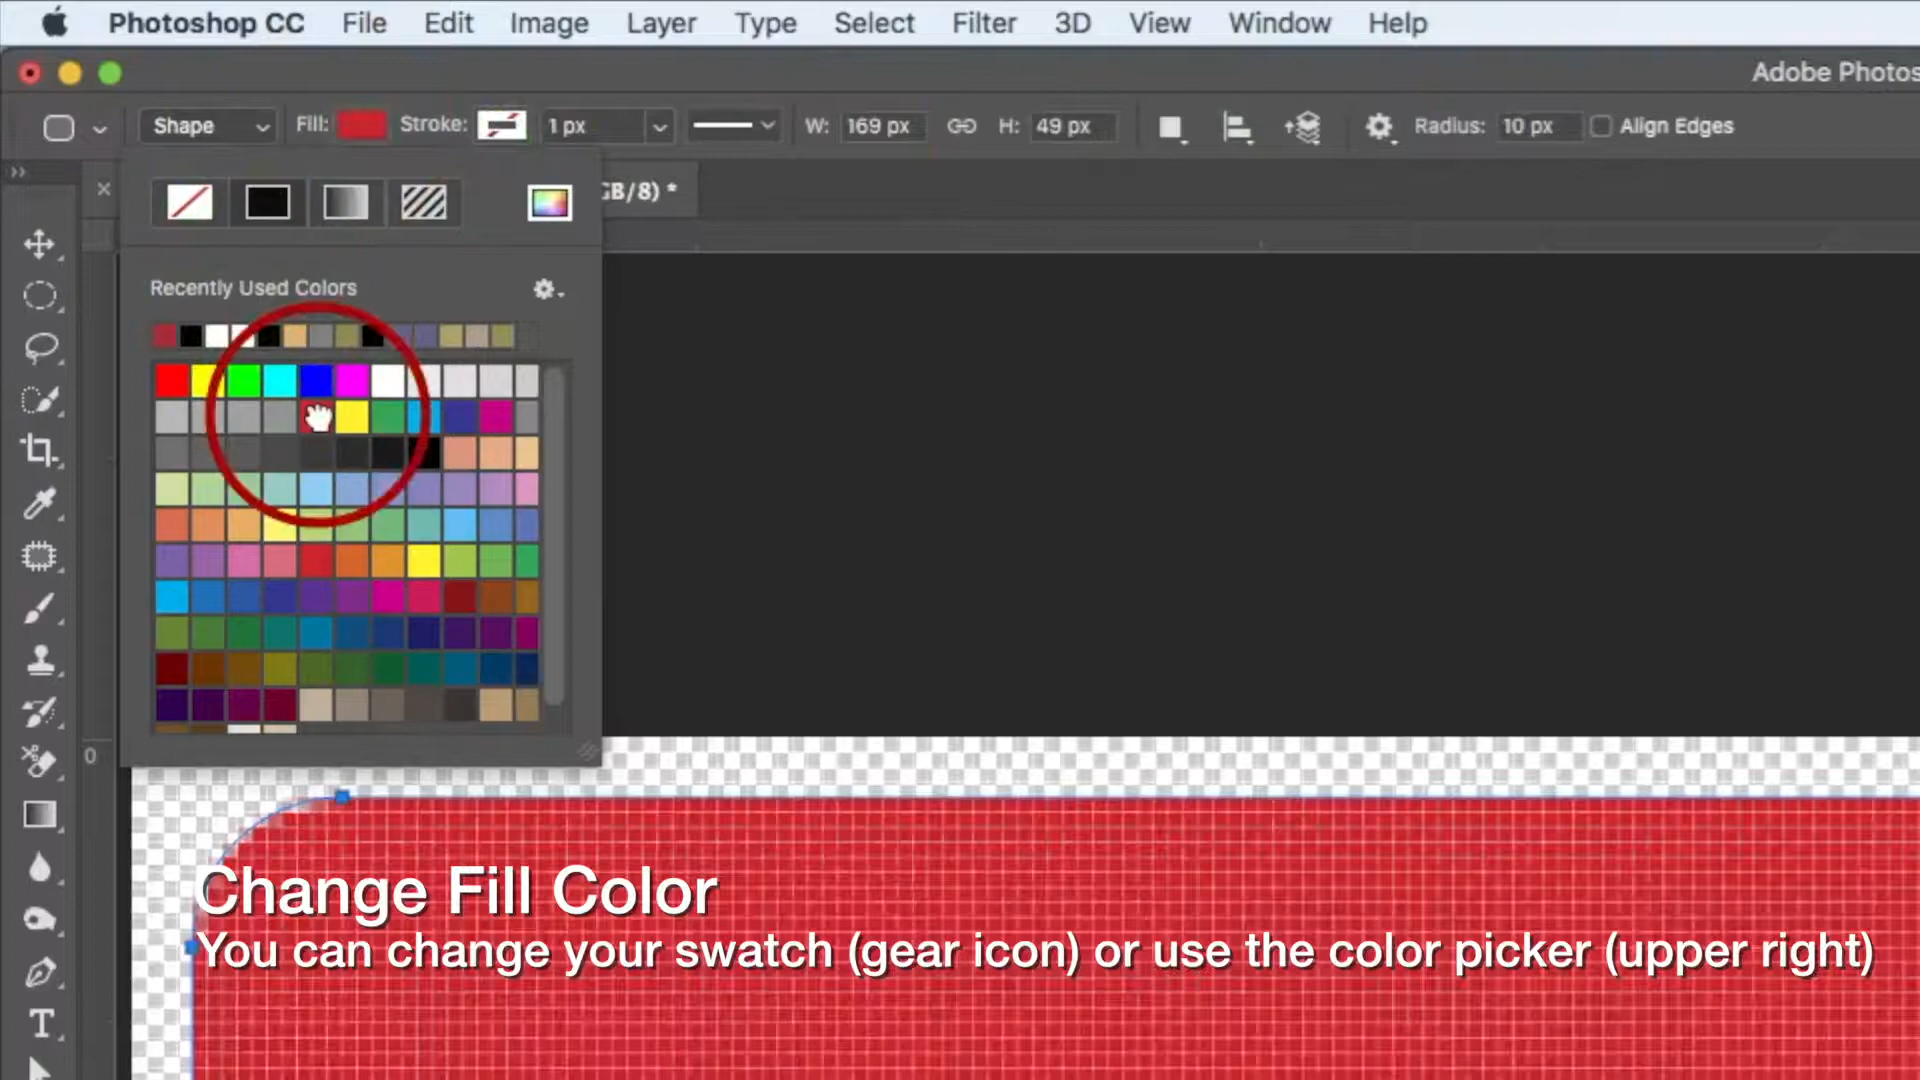 Photoshop CC File Edit Image Layer Type Select Filter 3D View Window Help
Adobe Photos
Shape Fill: Stroke: 1 px W: 169 px H: 49 px Radius: 10 px Align Edges
GB/8) *
Recently Used Colors
0
Change Fill Color
You can change your swatch (gear icon) or use the color picker (upper right)
T